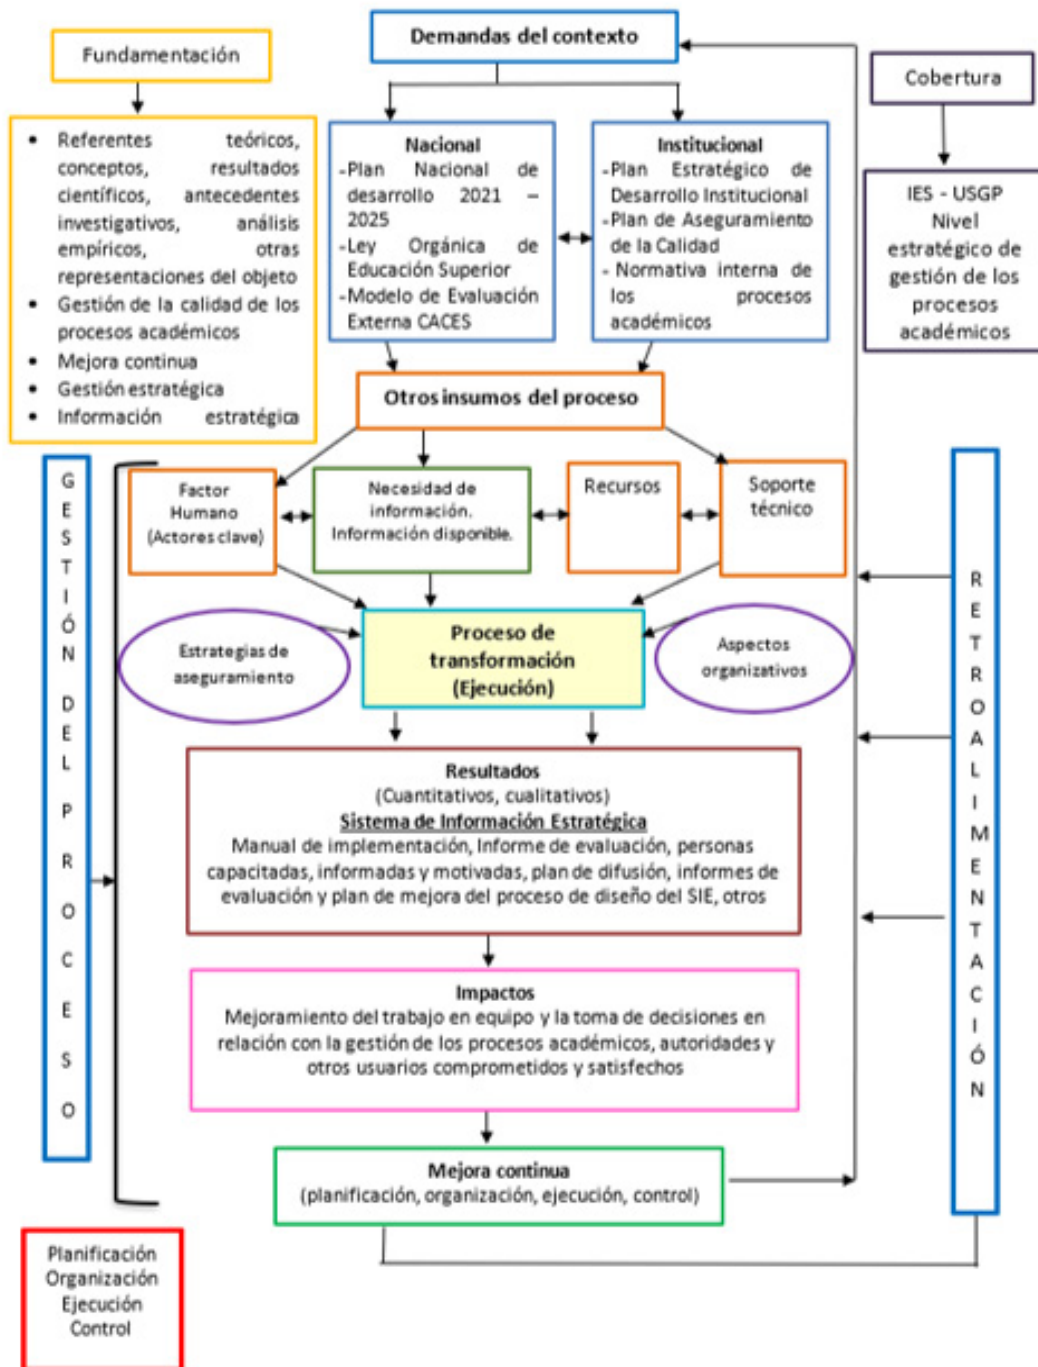 Fundamentación
Demandas del contexto
Cobertura
• Referentes teóricos,
conceptos, resultados
científicos, antecedentes
investigativos, análisis
empíricos, otras
representaciones del objeto
• Gestión de la calidad de los
procesos académicos
• Mejora continua
• Gestión estratégica
• Información estratégica
Nacional
-Plan Nacional de
desarrollo 2021 –
2025
-Ley Orgánica de
Educación Superior
-Modelo de Evaluación
Externa CACES
Institucional
-Plan Estratégico de
Desarrollo Institucional
-Plan de Aseguramiento
de la Calidad
- Normativa interna de
los procesos
académicos
IES - USGP
Nivel
estratégico de
gestión de los
procesos
académicos
Otros insumos del proceso
GESTIÓN DEL PROCESO
Factor
Humano
(Actores clave)
Necesidad de
información.
Información disponible.
Recursos
Soporte
técnico
RETROALIMENTACIÓN
Estrategias de
aseguramiento
Proceso de
transformación
(Ejecución)
Aspectos
organizativos
Resultados
(Cuantitativos, cualitativos)
Sistema de Información Estratégica
Manual de implementación, Informe de evaluación, personas
capacitadas, informadas y motivadas, plan de difusión, informes de
evaluación y plan de mejora del proceso de diseño del SIE, otros
Impactos
Mejoramiento del trabajo en equipo y la toma de decisiones en
relación con la gestión de los procesos académicos, autoridades y
otros usuarios comprometidos y satisfechos
Mejora continua
(planificación, organización, ejecución, control)
Planificación
Organización
Ejecución
Control